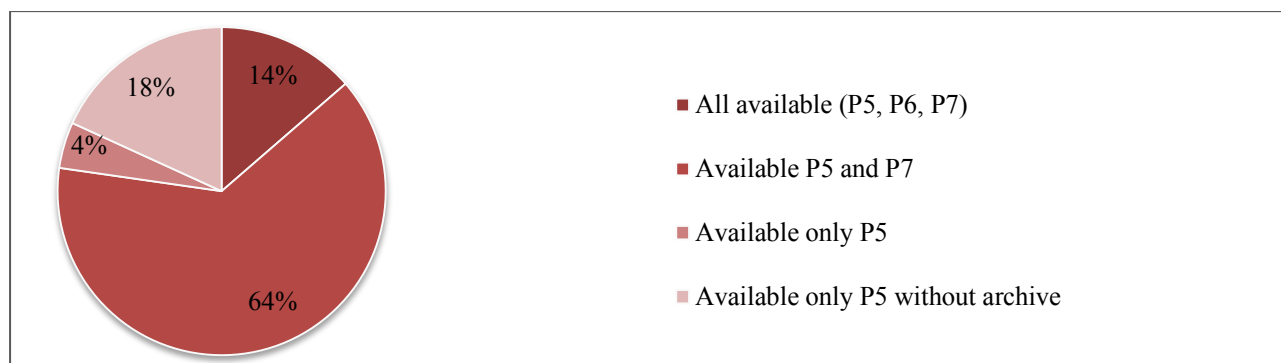 18%
14%
4%
64%
All available (P5, P6, P7)
Available P5 and P7
Available only P5
Available only P5 without archive